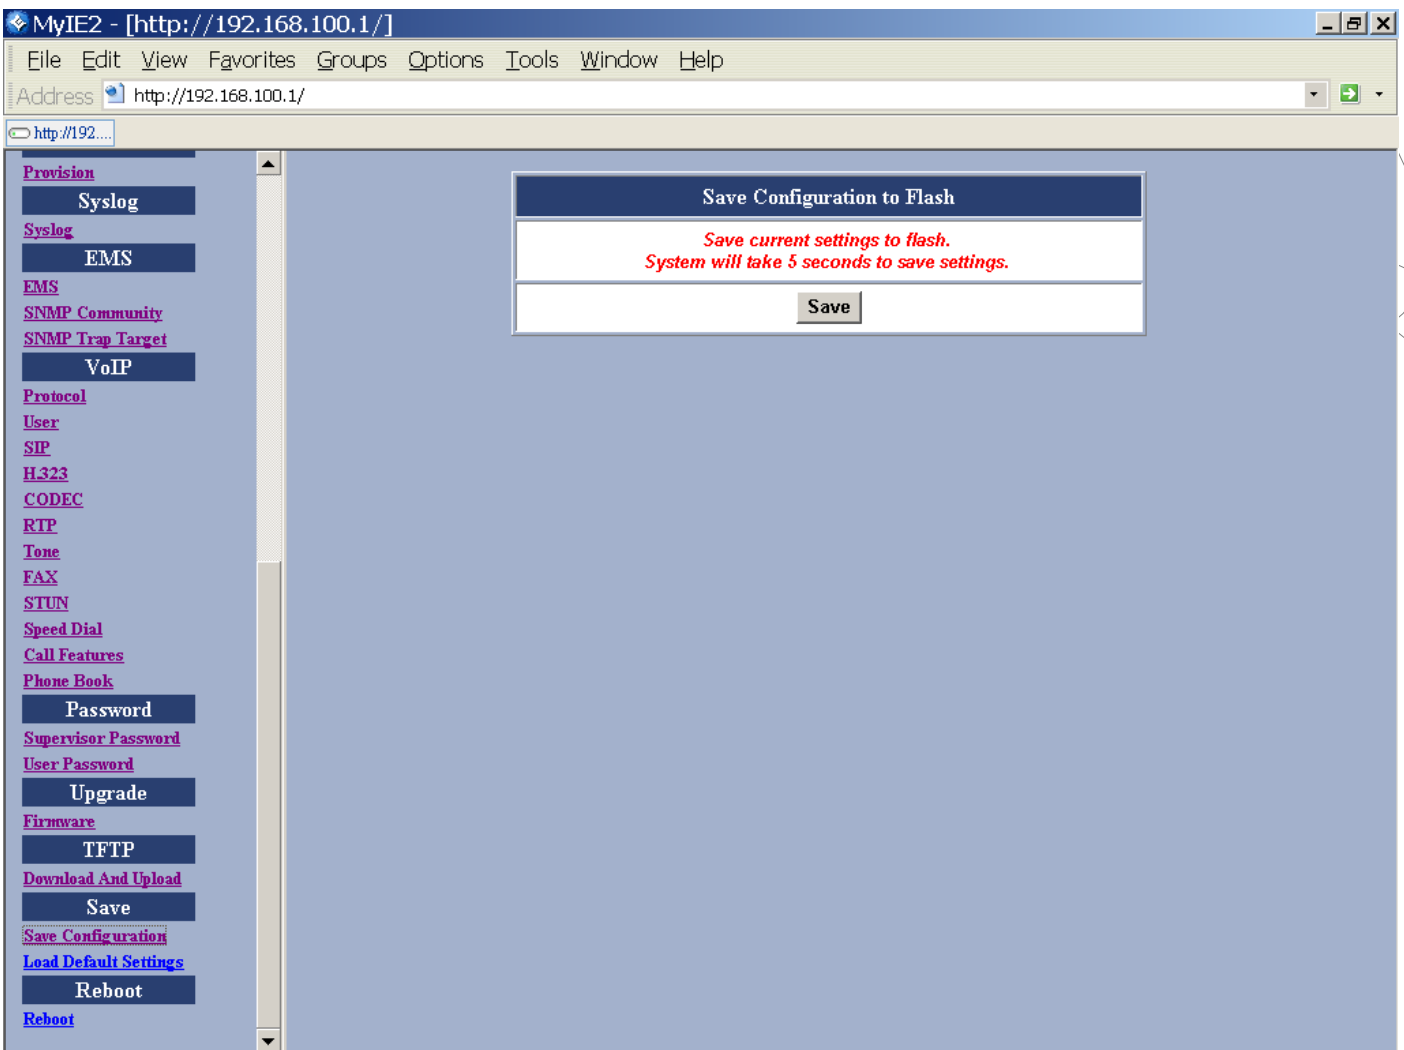 MyIE2 - [http://192.168.100.1/]
File Edit View Favorites Groups Options Tools Window Help
Address http://192.168.100.1/
http://192....
Provision
Syslog
Syslog
EMS
EMS
SNMP Community
SNMP Trap Target
VoIP
Protocol
User
SIP
H.323
CODEC
RTP
Tone
FAX
STUN
Speed Dial
Call Features
Phone Book
Password
Supervisor Password
User Password
Upgrade
Firmware
TFTP
Download And Upload
Save
Save Configuration
Load Default Settings
Reboot
Reboot
Save Configuration to Flash
Save current settings to flash.
System will take 5 seconds to save settings.
Save